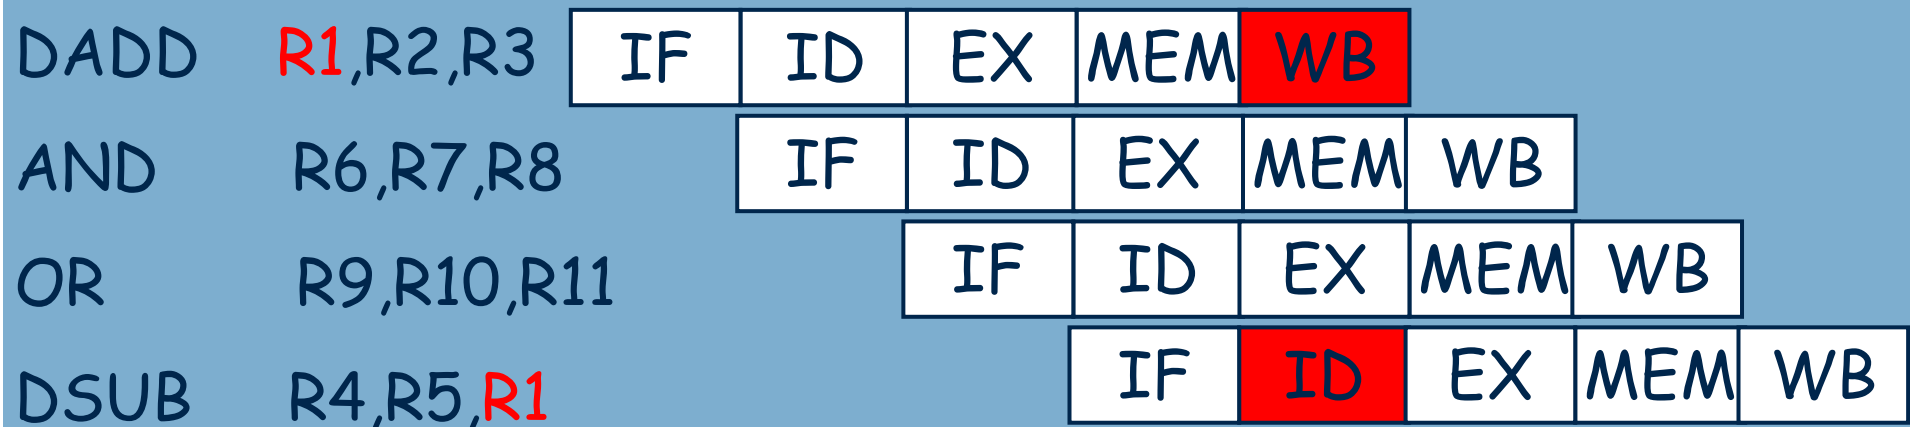 DADD R1,R2,R3 IF ID EX MEM WB
AND R6,R7,R8 IF ID EX MEM WB
OR R9,R10,R11 IF ID EX MEM WB
DSUB R4,R5,R1 IF ID EX MEM WB